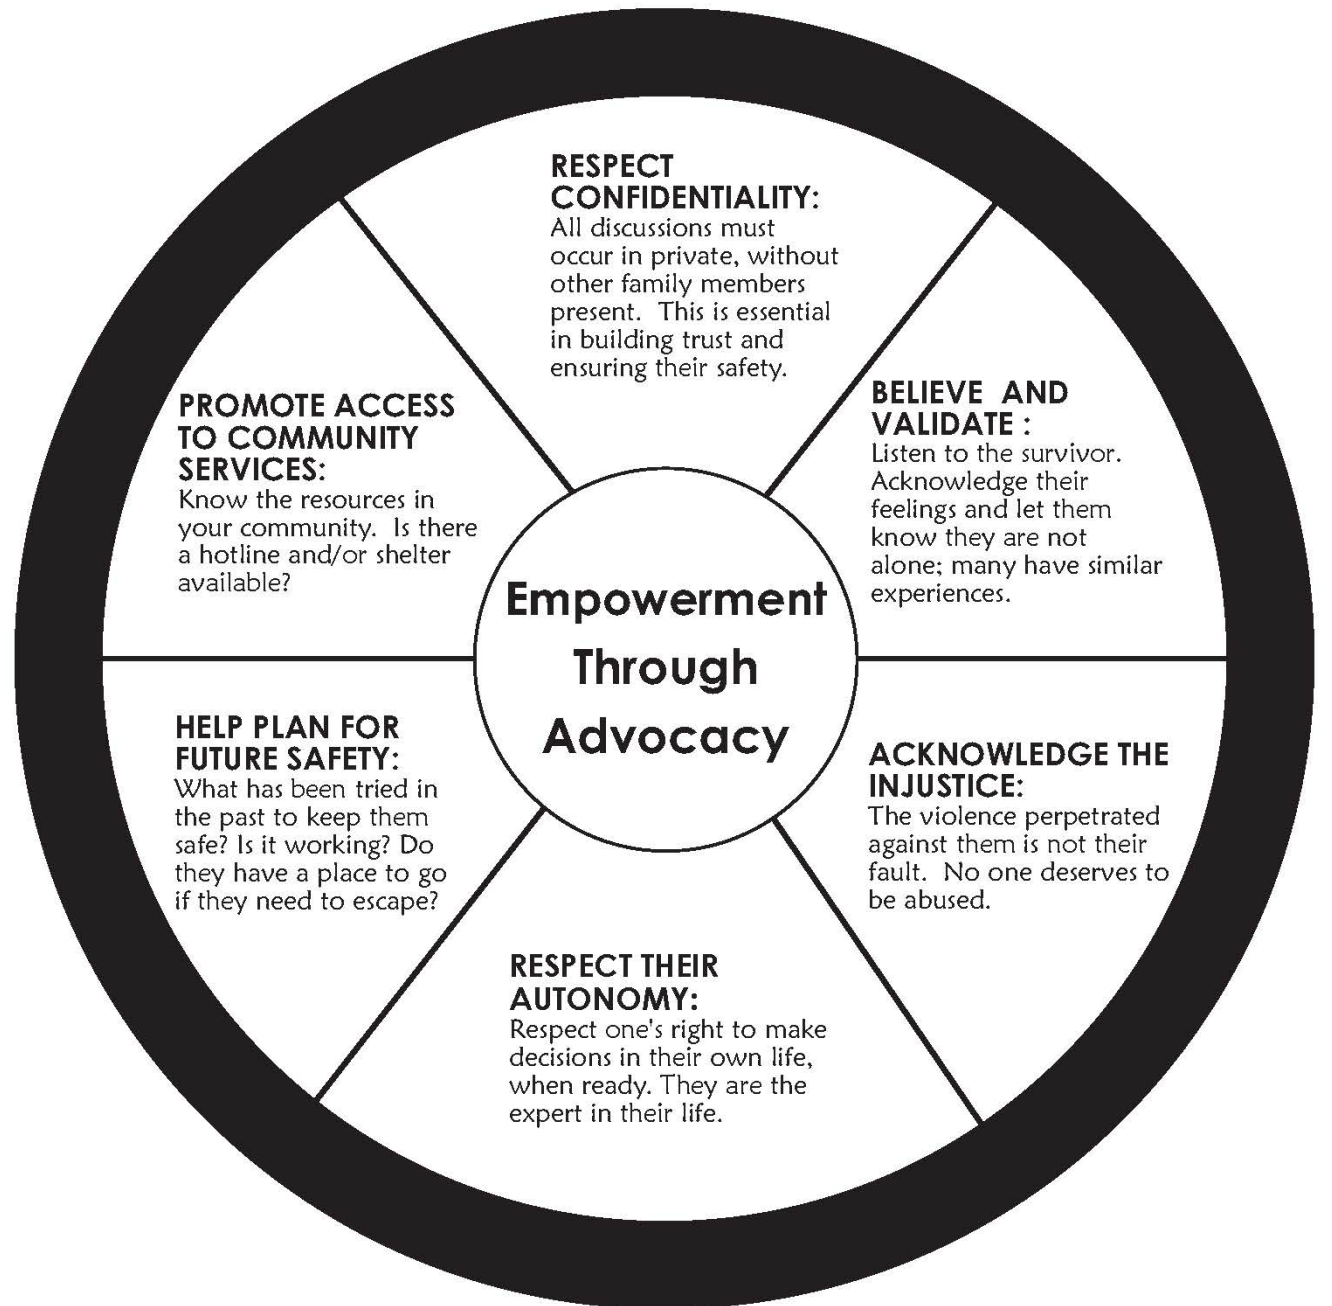 RESPECT
CONFIDENTIALITY:
All discussions must
occur in private, without
other family members
present.  This is essential
in building trust and
ensuring their safety.
BELIEVE  AND
VALIDATE :
Listen to the survivor.
Acknowledge their
feelings and let them
know they are not
alone; many have similar
experiences.
ACKNOWLEDGE THE
INJUSTICE:
The violence perpetrated
against them is not their
fault.  No one deserves to
be abused.
RESPECT THEIR
AUTONOMY:
Respect one's right to make
decisions in their own life,
when ready. They are the
expert in their life.
HELP PLAN FOR
FUTURE SAFETY:
What has been tried in
the past to keep them
safe? Is it working? Do
they have a place to go
if they need to escape?
PROMOTE ACCESS
TO COMMUNITY
SERVICES:
Know the resources in
your community.  Is there
a hotline and/or shelter
available?
Empowerment
Through
Advocacy